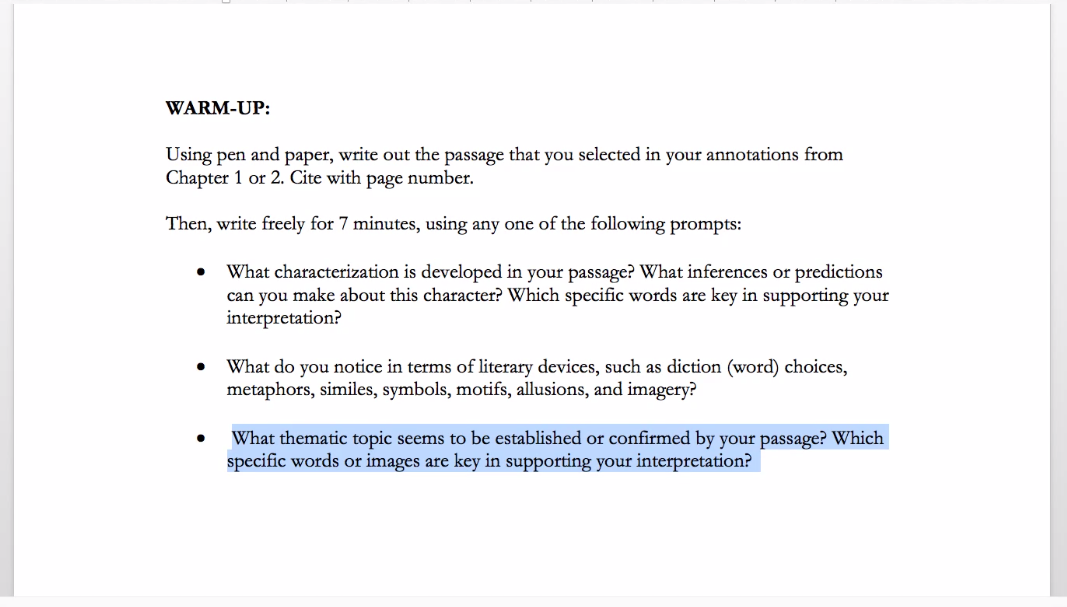 WARM-UP:
Using pen and paper, write out the passage that you selected in your annotations from
Chapter 1 or 2. Cite with page number.
Then, write freely for 7 minutes, using any one of the following prompts:
• What characterization is developed in your passage? What inferences or predictions
can you make about this character? Which specific words are key in supporting your
interpretation?
• What do you notice in terms of literary devices, such as diction (word) choices,
metaphors, similes, symbols, motifs, allusions, and imagery?
• What thematic topic seems to be established or confirmed by your passage? Which
specific words or images are key in supporting your interpretation?